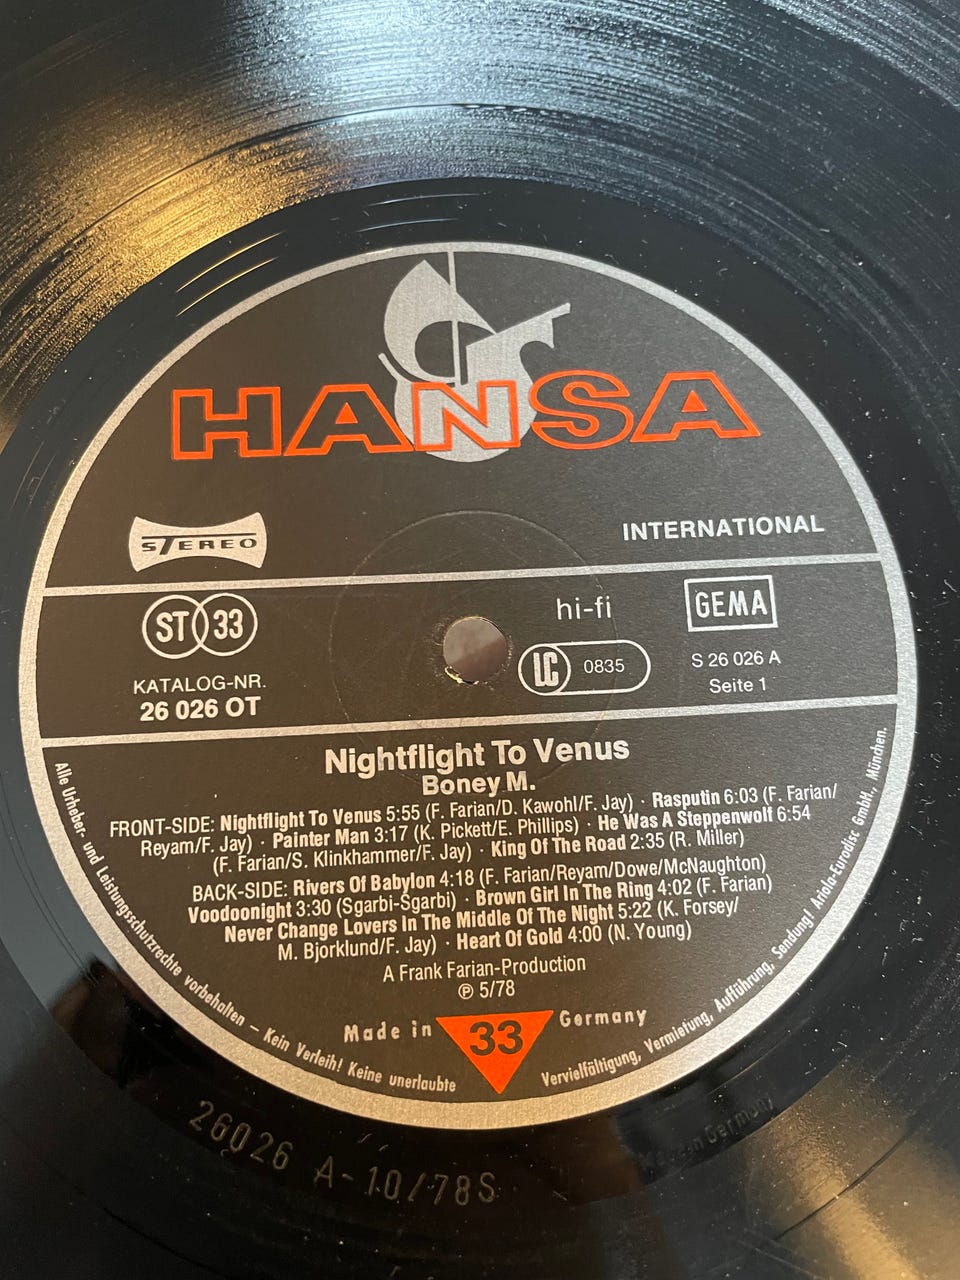 HANSA
STEREO
INTERNATIONAL
ST 33
hi-fi
GEMA
LC 0835
KATALOG-NR.
26 026 OT
S 26 026 A
Seite 1
Nightflight To Venus
Boney M.
FRONT-SIDE: Nightflight To Venus 5:55 (F. Farian/D. Kawohl/F. Jay) · Rasputin 6:03 (F. Farian/
Reyam/F. Jay) · Painter Man 3:17 (K. Pickett/E. Phillips) · He Was A Steppenwolf 6:54
(F. Farian/S. Klinkhammer/F. Jay) · King Of The Road 2:35 (R. Miller)
BACK-SIDE: Rivers Of Babylon 4:18 (F. Farian/Reyam/Dowe/McNaughton)
Voodoonight 3:30 (Sgarbi-Sgarbi) · Brown Girl In The Ring 4:02 (F. Farian)
Never Change Lovers In The Middle Of The Night 5:22 (K. Forsey/
M. Bjorklund/F. Jay) · Heart Of Gold 4:00 (N. Young)
A Frank Farian-Production
℗ 5/78
Made in 33 Germany
Alle Urheber- und Leistungsschutzrechte vorbehalten – Kein Verleih! Keine unerlaubte Vervielfältigung, Vermietung, Aufführung, Sendung! Ariola-Eurodisc GmbH., München.
26026 A-10/78S
Germany